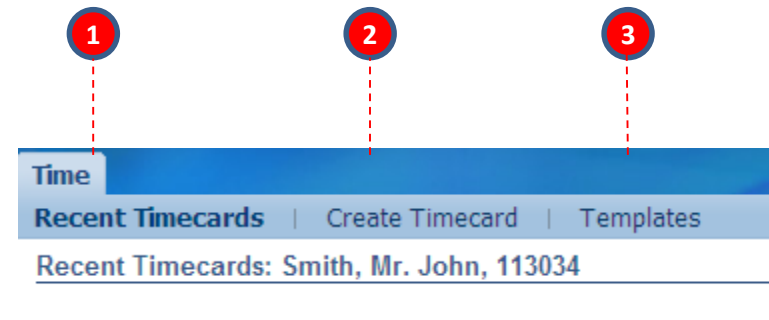 1 2 3
Time
Recent Timecards | Create Timecard | Templates
Recent Timecards: Smith, Mr. John, 113034